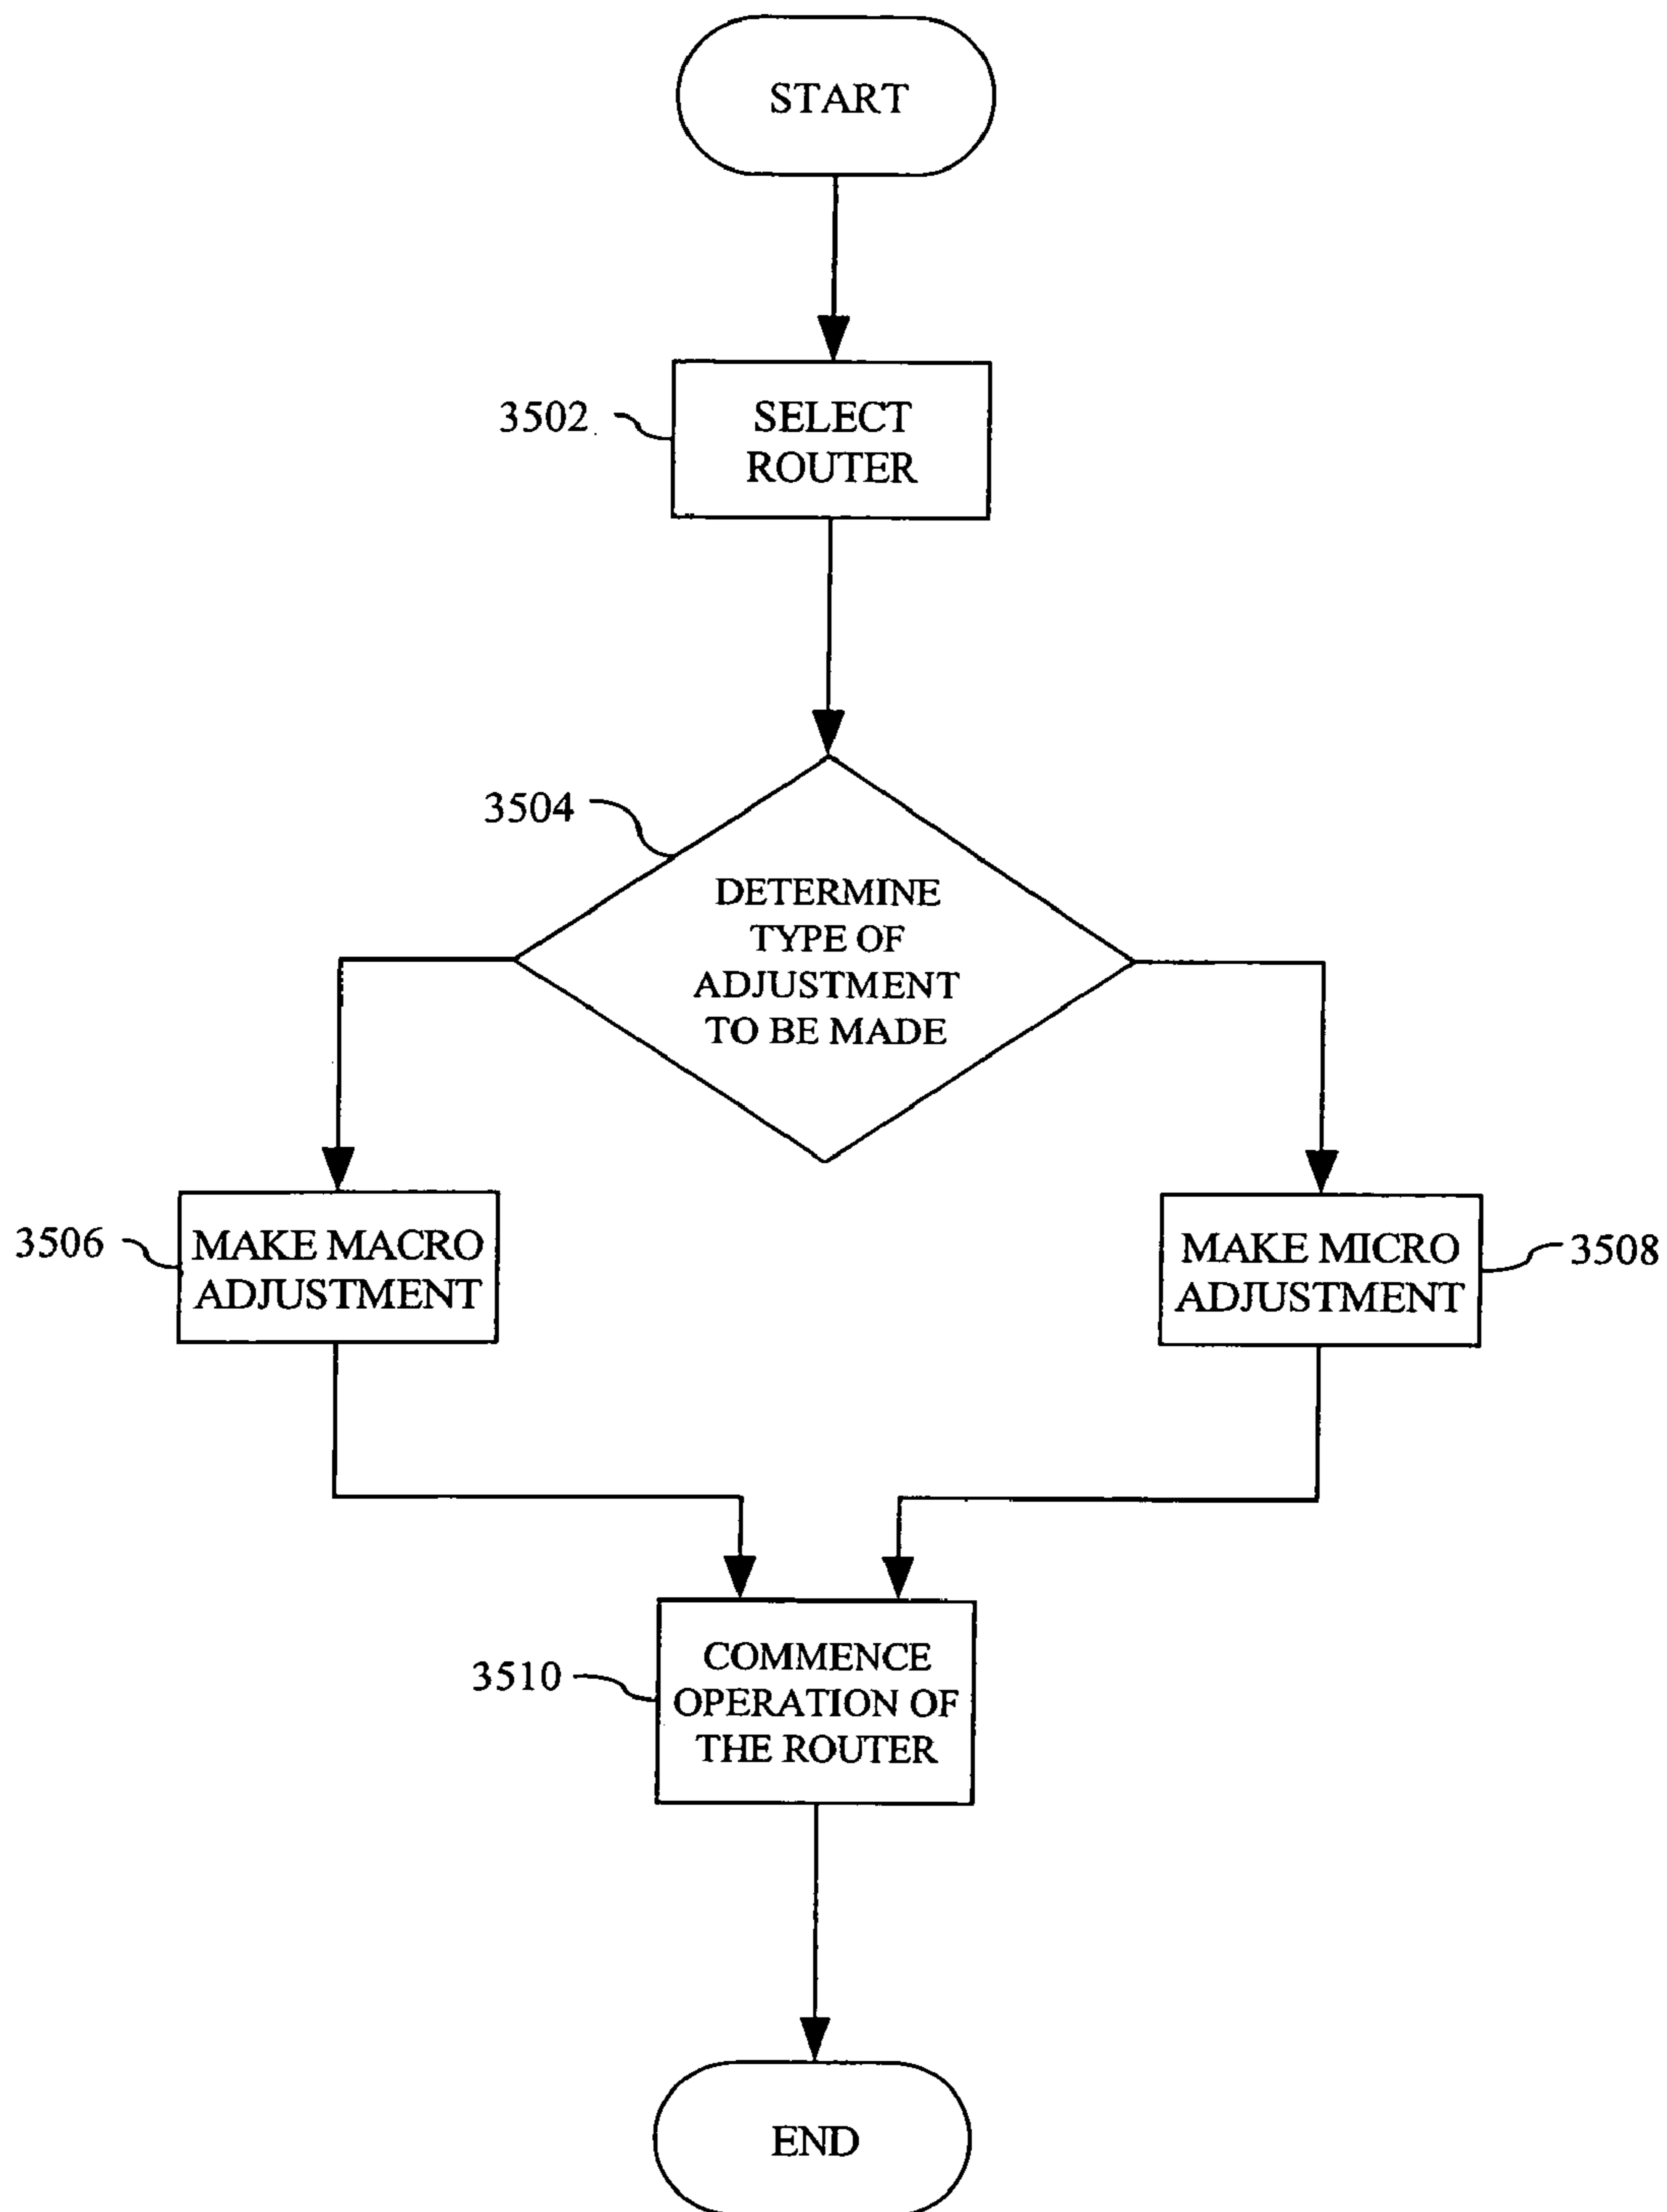 START
3502
SELECT
ROUTER
3504
DETERMINE
TYPE OF
ADJUSTMENT
TO BE MADE
3506
MAKE MACRO
ADJUSTMENT
MAKE MICRO
ADJUSTMENT
3508
3510
COMMENCE
OPERATION OF
THE ROUTER
END